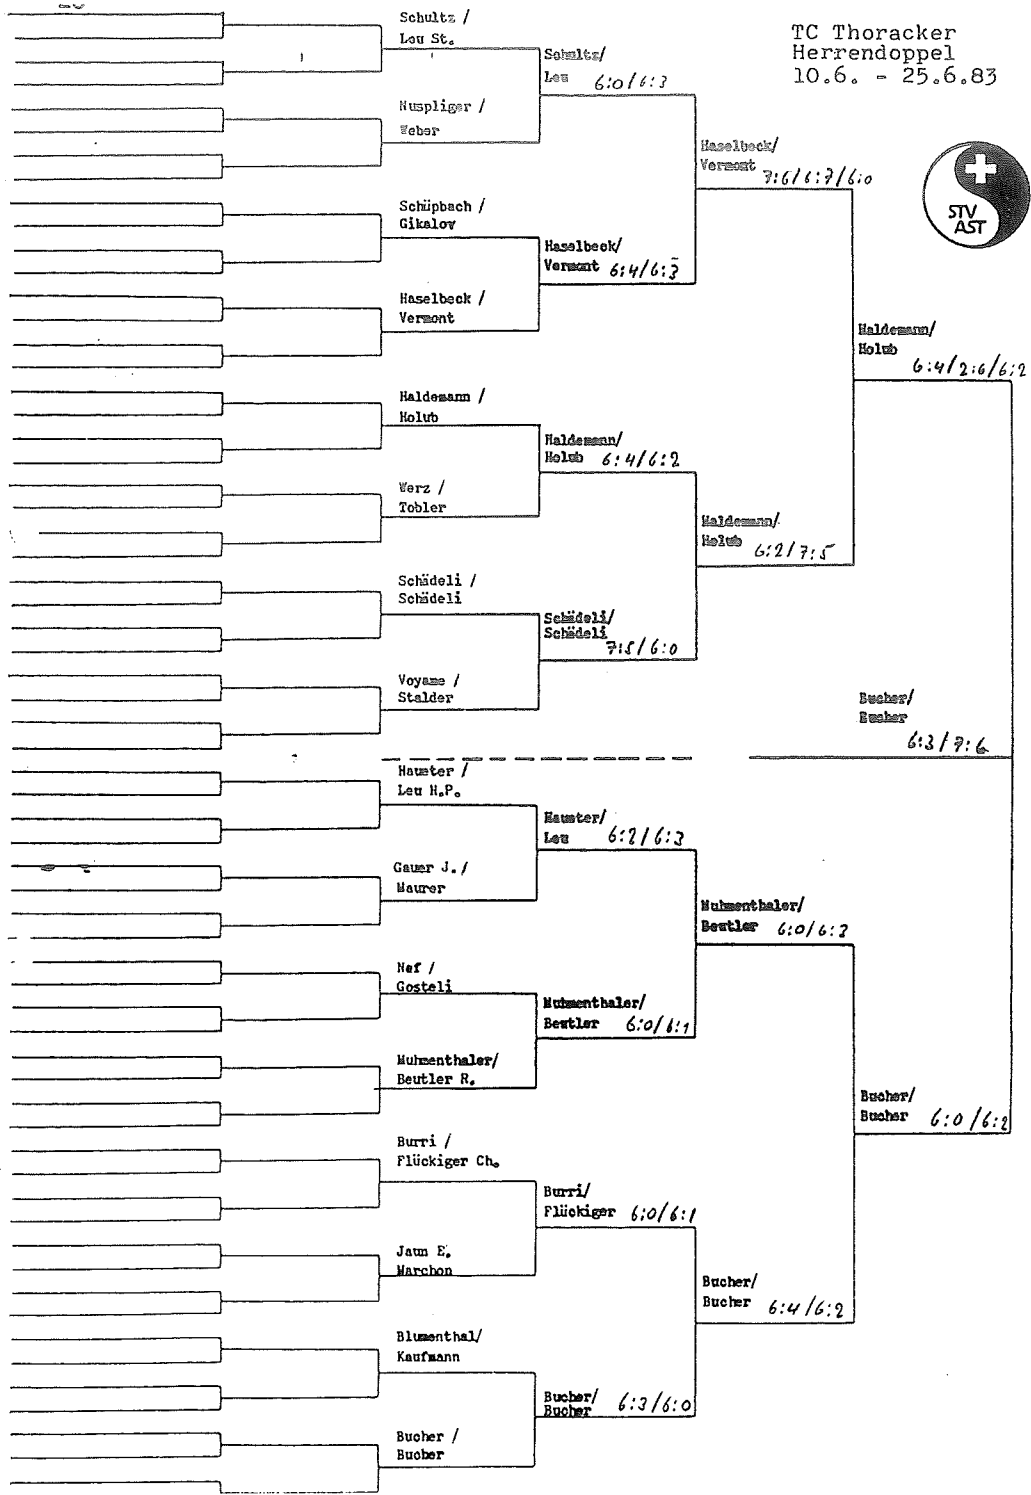 TC Thoracker
Herrendoppel
10.6. - 25.6.83
STV
AST
Schultz /
Leu St.
Nuspliger /
Weber
Schüpbach /
Gikalov
Haselbeck /
Vermont
Haldemann /
Holub
Werz /
Tobler
Schädeli /
Schädeli
Voyame /
Stalder
Hauster /
Leu H.P.
Gauer J. /
Maurer
Nef /
Gosteli
Muhmenthaler/
Beutler R.
Burri /
Flückiger Ch.
Jaun E.
Marchon
Blumenthal/
Kaufmann
Bucher /
Bucher
Schultz/
Leu 6:0/6:3
Haselbeck/
Vermont 6:4/6:3
Haldemann/
Holub 6:4/6:2
Schädeli/
Schädeli
7:5/6:0
Hauster/
Leu 6:2/6:3
Muhmenthaler/
Beutler 6:0/6:1
Burri/
Flückiger 6:0/6:1
Bucher/
Bucher 6:3/6:0
Haselbeck/
Vermont 7:6/6:7/6:0
Haldemann/
Holub 6:2/7:5
Muhmenthaler/
Beutler 6:0/6:2
Bucher/
Bucher 6:4/6:2
Haldemann/
Holub
6:4/2:6/6:2
Bucher/
Bucher 6:0/6:2
Bucher/
Bucher
6:3/7:6